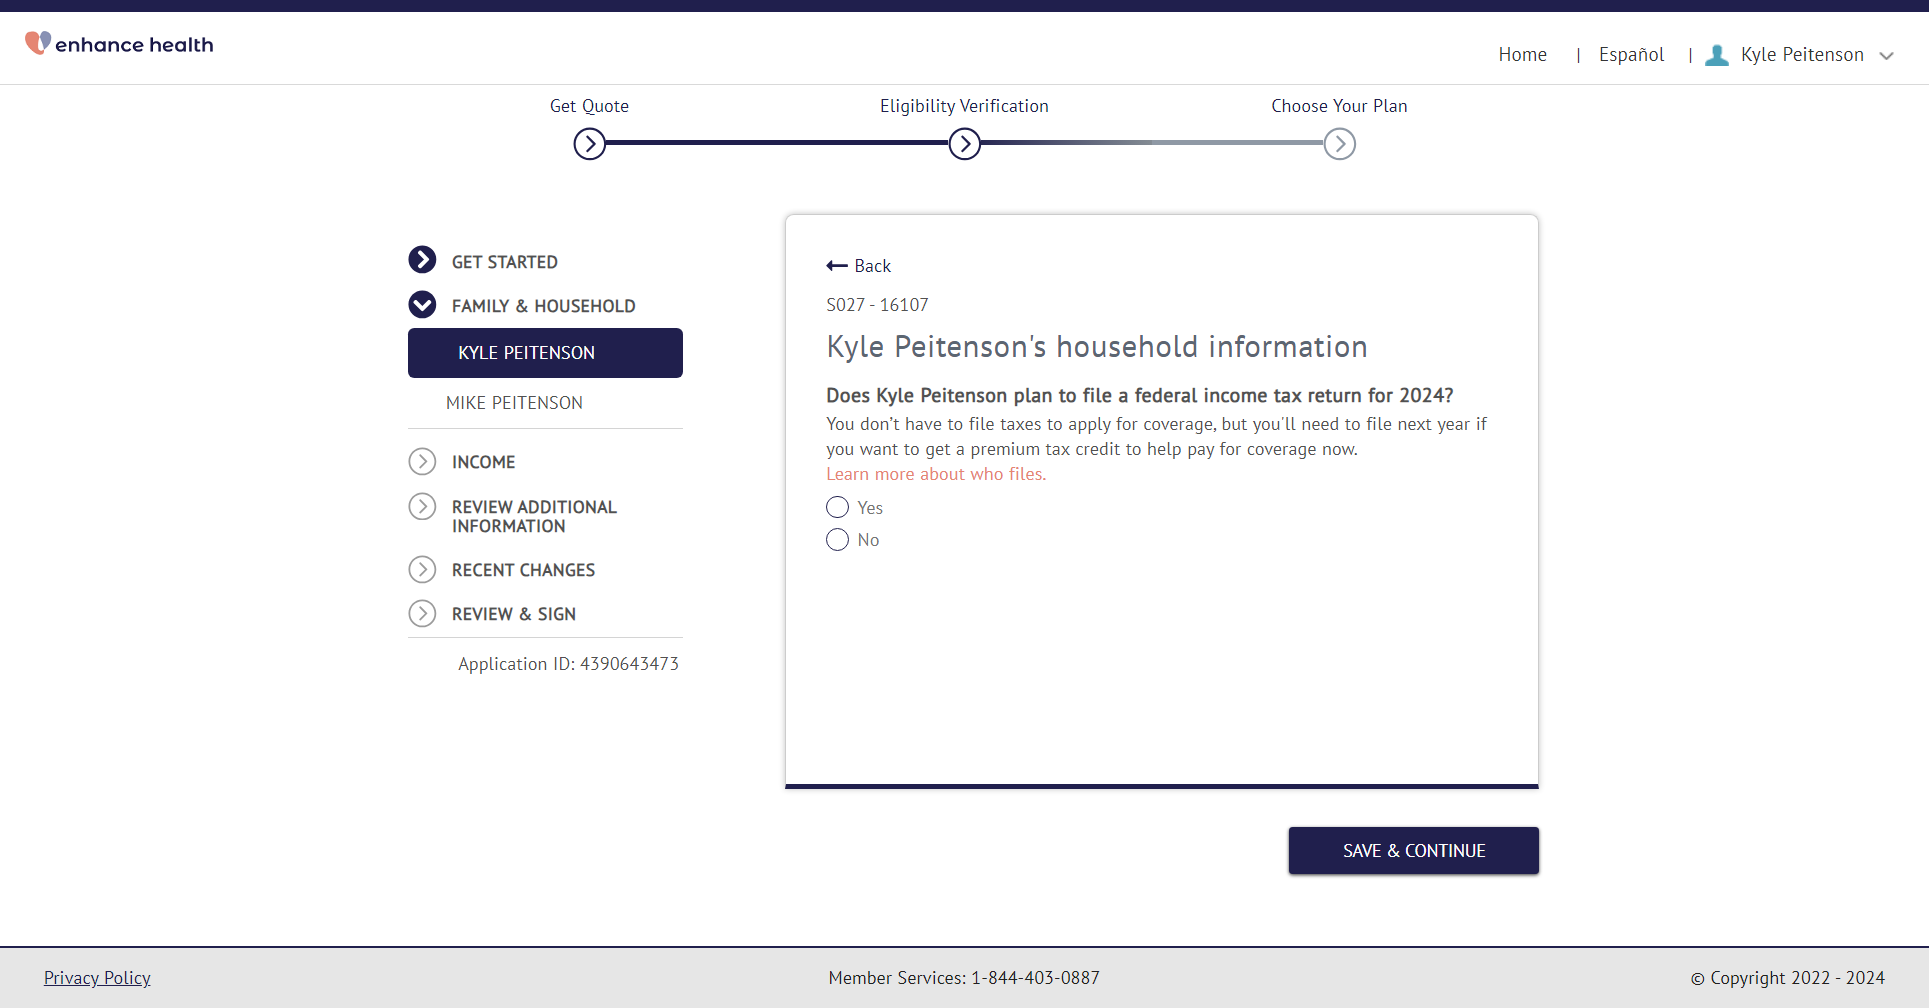 enhance health
Home | Español | Kyle Peitenson
Get Quote
Eligibility Verification
Choose Your Plan
GET STARTED
FAMILY & HOUSEHOLD
KYLE PEITENSON
MIKE PEITENSON
INCOME
REVIEW ADDITIONAL
INFORMATION
RECENT CHANGES
REVIEW & SIGN
Application ID: 4390643473
Back
S027 - 16107
Kyle Peitenson's household information
Does Kyle Peitenson plan to file a federal income tax return for 2024?
You don’t have to file taxes to apply for coverage, but you'll need to file next year if
you want to get a premium tax credit to help pay for coverage now.
Learn more about who files.
Yes
No
SAVE & CONTINUE
Privacy Policy
Member Services: 1-844-403-0887
© Copyright 2022 - 2024